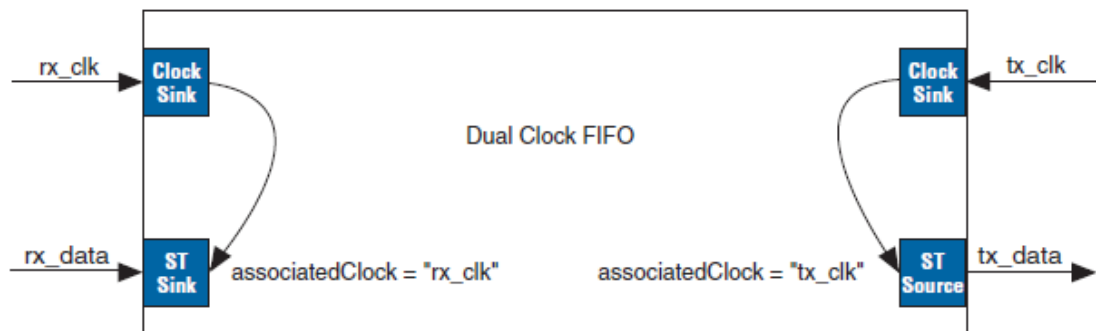 rx_clk
Clock
Sink
Clock
Sink
tx_clk
Dual Clock FIFO
rx_data
ST
Sink
associatedClock = "rx_clk"
associatedClock = "tx_clk"
ST
Source
tx_data